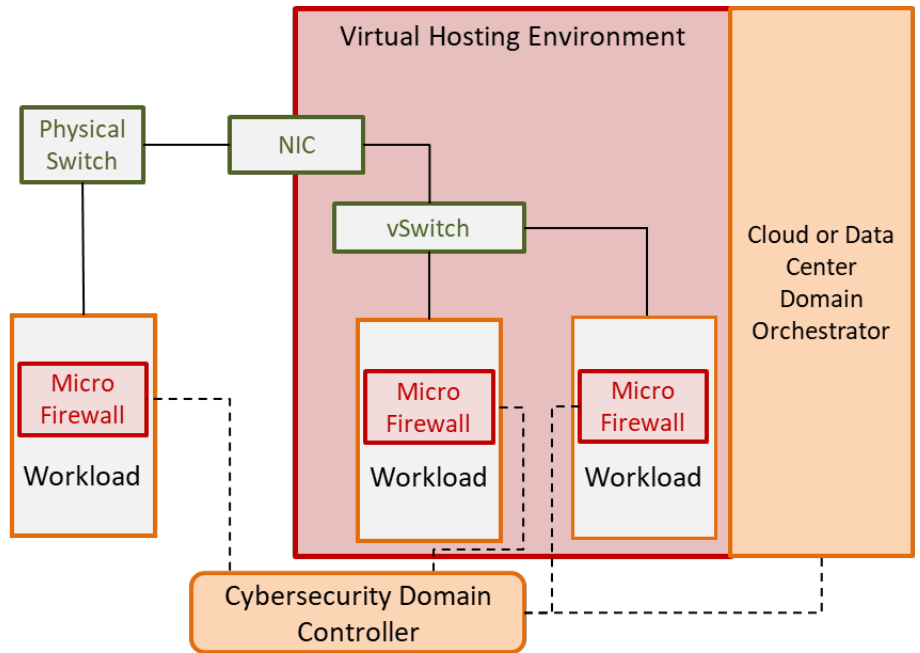 Virtual Hosting Environment
Physical
Switch
NIC
vSwitch
Cloud or Data
Center
Domain
Orchestrator
Micro
Firewall
Workload
Micro
Firewall
Workload
Micro
Firewall
Workload
Cybersecurity Domain
Controller